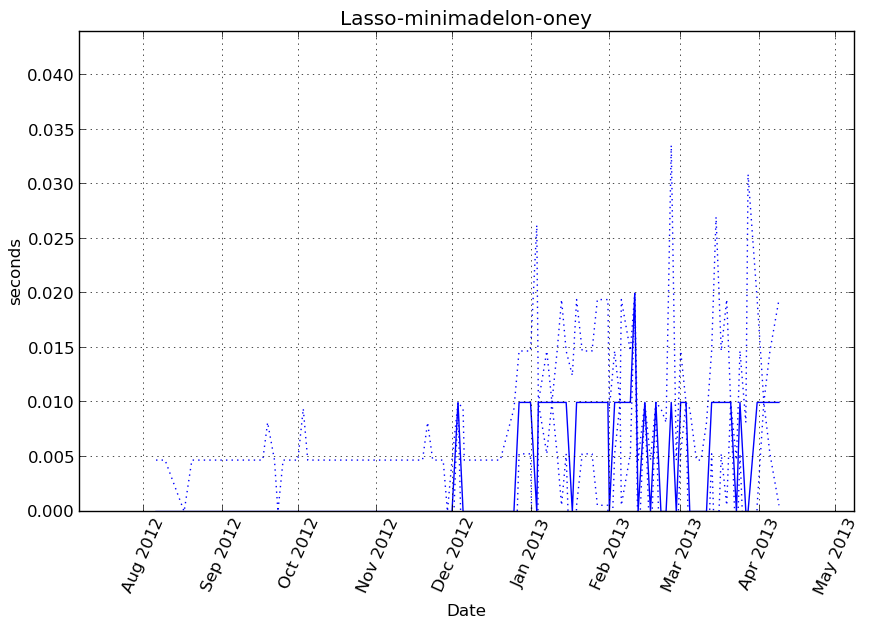 Lasso-minimadelon-oney
0.040
0.035
0.030
0.025
0.020
0.015
0.010
0.005
0.000
seconds
Aug 2012
Sep 2012
Oct 2012
Nov 2012
Dec 2012
Jan 2013
Feb 2013
Mar 2013
Apr 2013
May 2013
Date